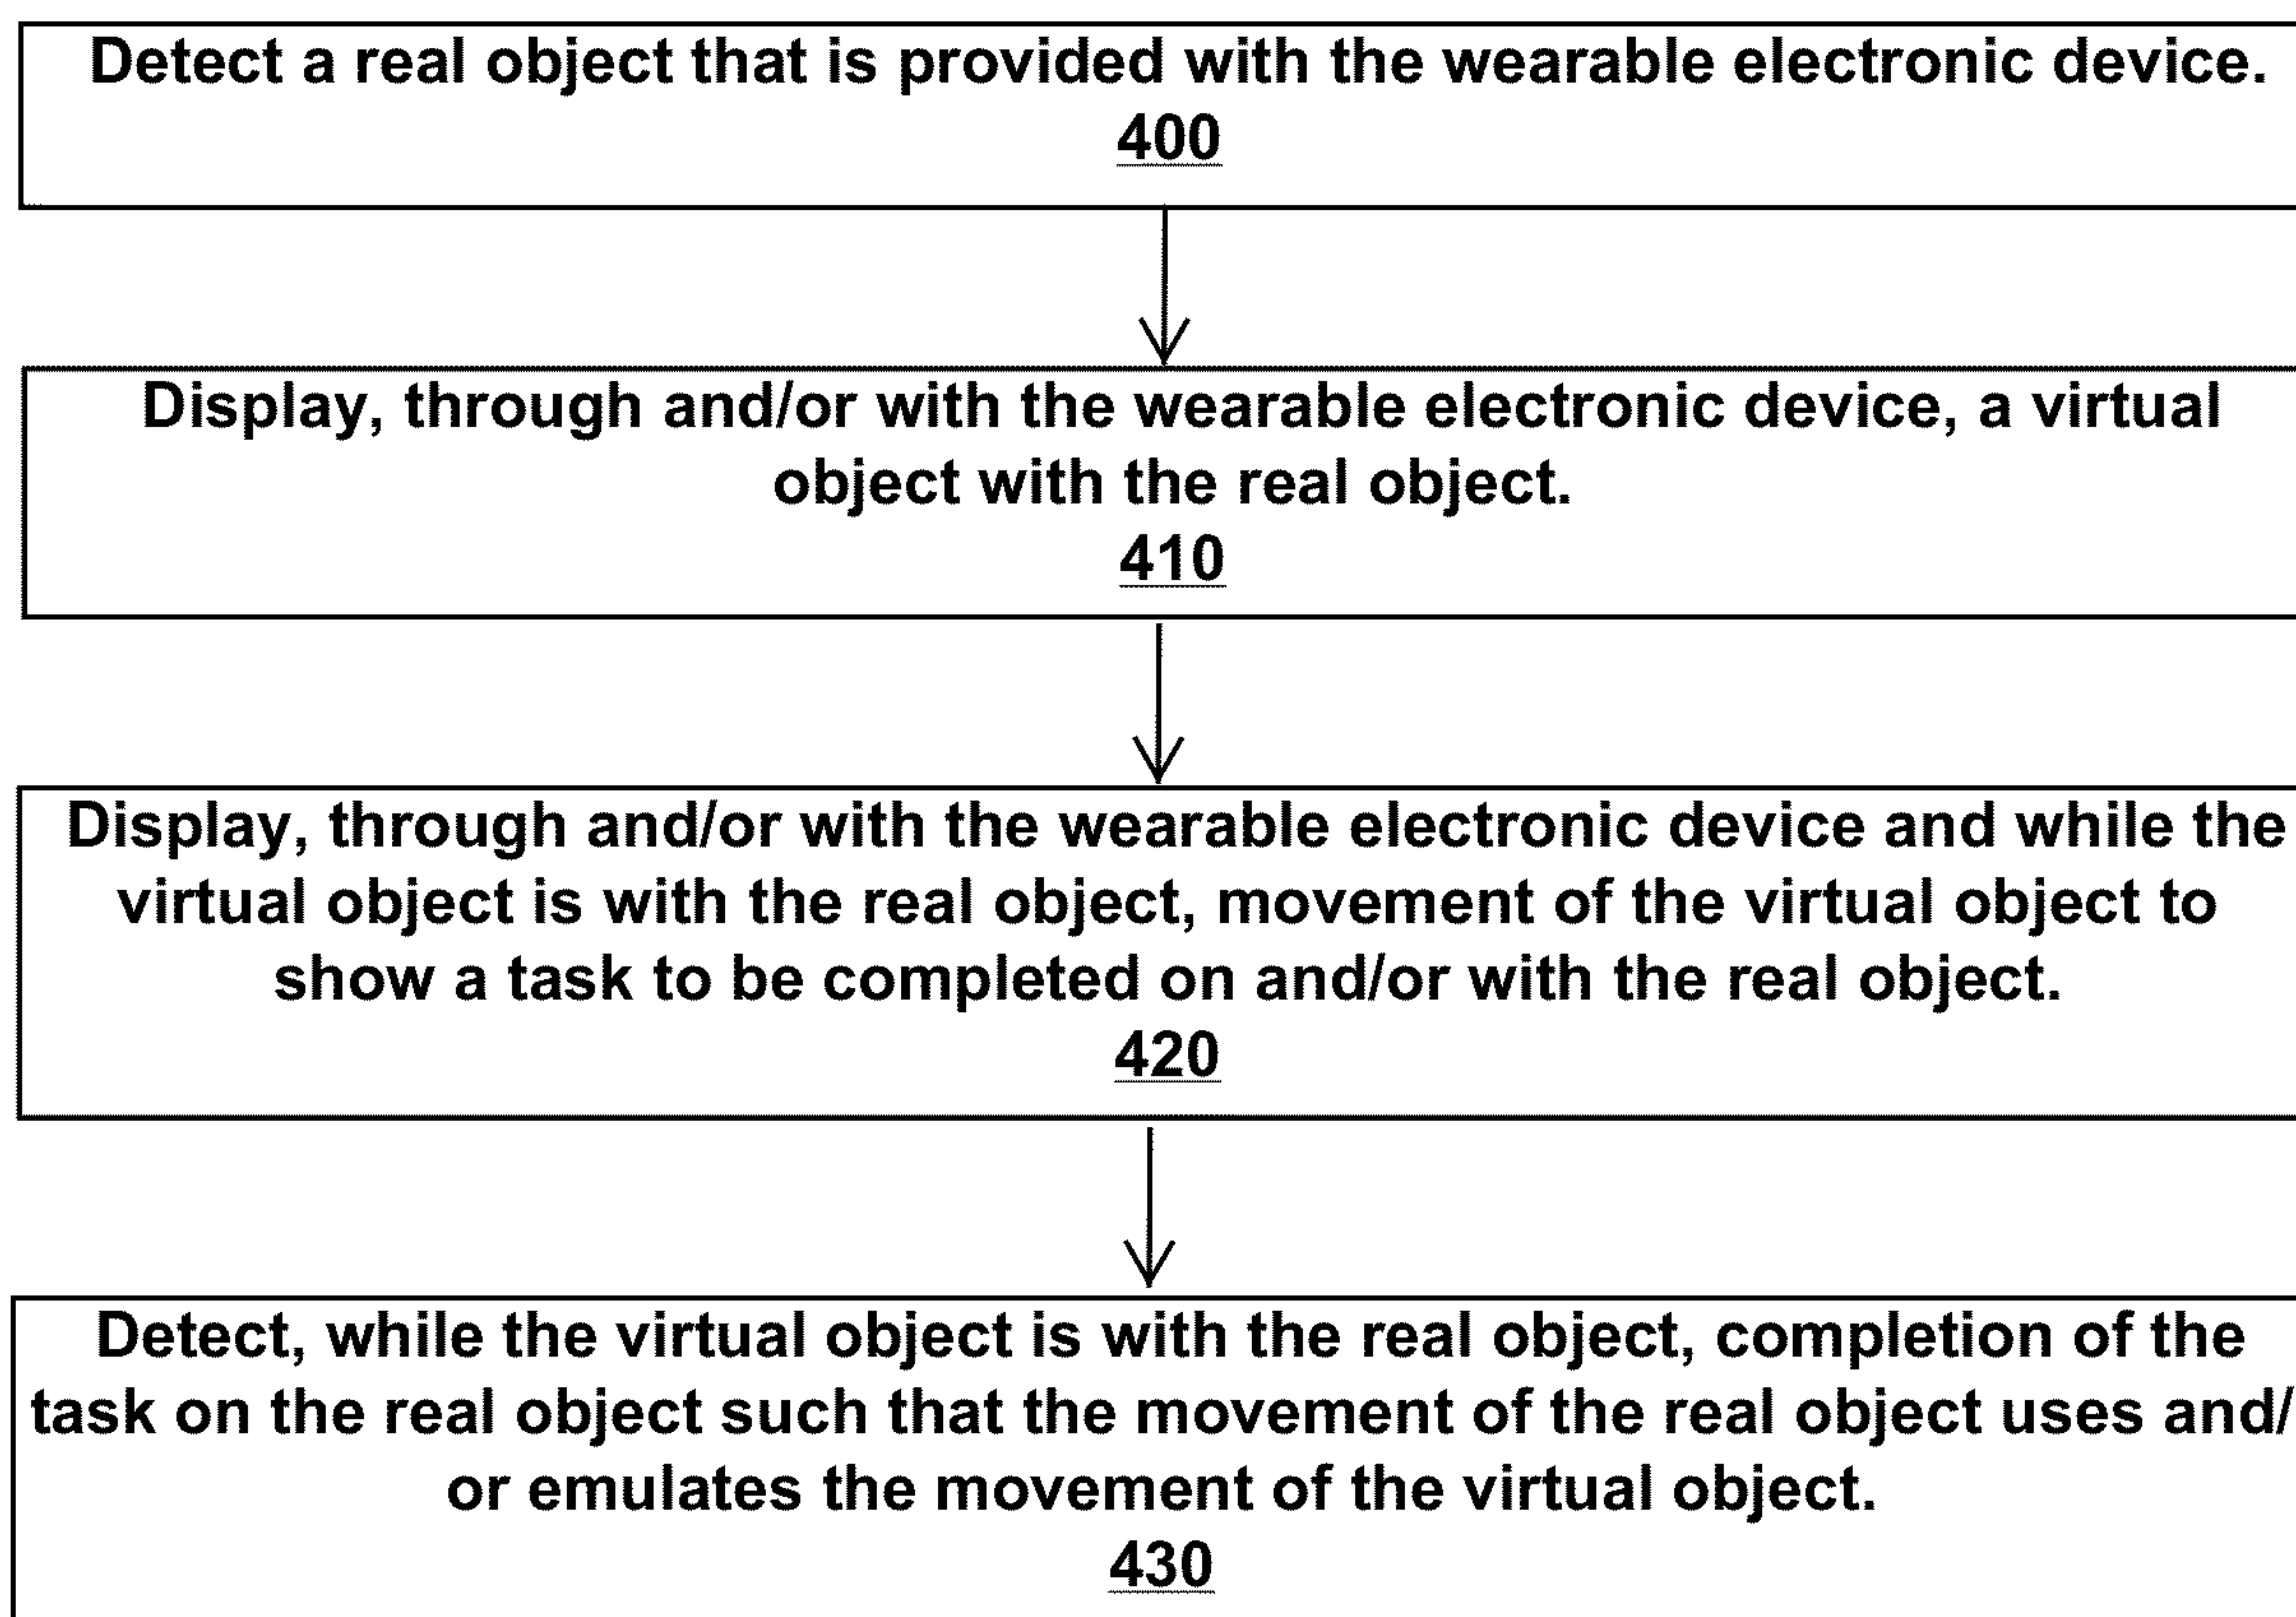 Detect a real object that is provided with the wearable electronic device.
400
Display, through and/or with the wearable electronic device, a virtual
object with the real object.
410
Display, through and/or with the wearable electronic device and while the
virtual object is with the real object, movement of the virtual object to
show a task to be completed on and/or with the real object.
420
Detect, while the virtual object is with the real object, completion of the
task on the real object such that the movement of the real object uses and/
or emulates the movement of the virtual object.
430